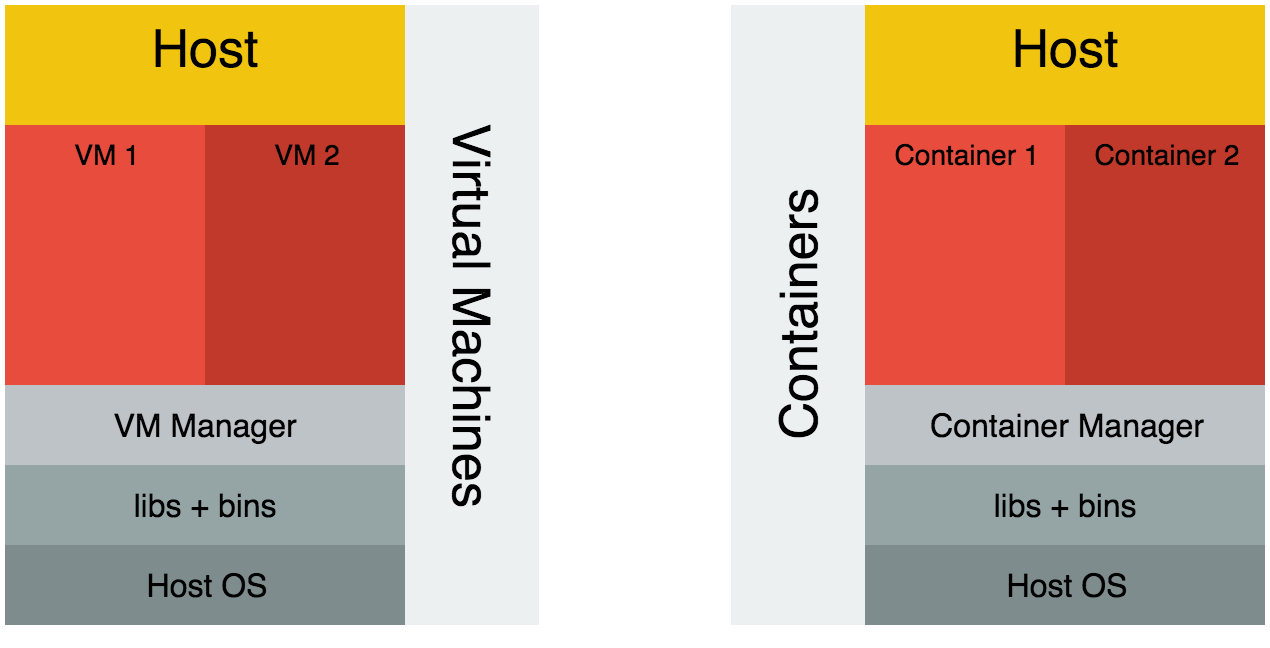 Host
VM 1
VM 2
VM Manager
libs + bins
Host OS
Virtual Machines
Containers
Host
Container 1
Container 2
Container Manager
libs + bins
Host OS